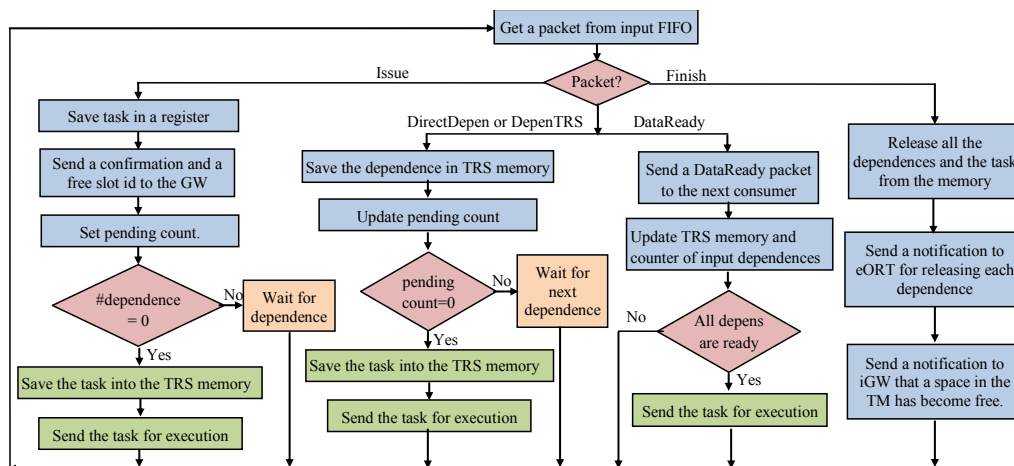 Get a packet from input FIFO
Packet?
Issue
Finish
DirectDepen or DepenTRS
DataReady
Save task in a register
Send a confirmation and a
free slot id to the GW
Set pending count.
#dependence
= 0
No
Wait for
dependence
Yes
Save the task into the TRS memory
Send the task for execution
Save the dependence in TRS memory
Update pending count
pending
count=0
No
Wait for
next
dependence
Yes
Save the task into the TRS memory
Send the task for execution
Send a DataReady packet
to the next consumer
Update TRS memory and
counter of input dependences
No
All depens
are ready
Yes
Send the task for execution
Release all the
dependences and the task
from the memory
Send a notification to
eORT for releasing each
dependence
Send a notification to
iGW that a space in the
TM has become free.